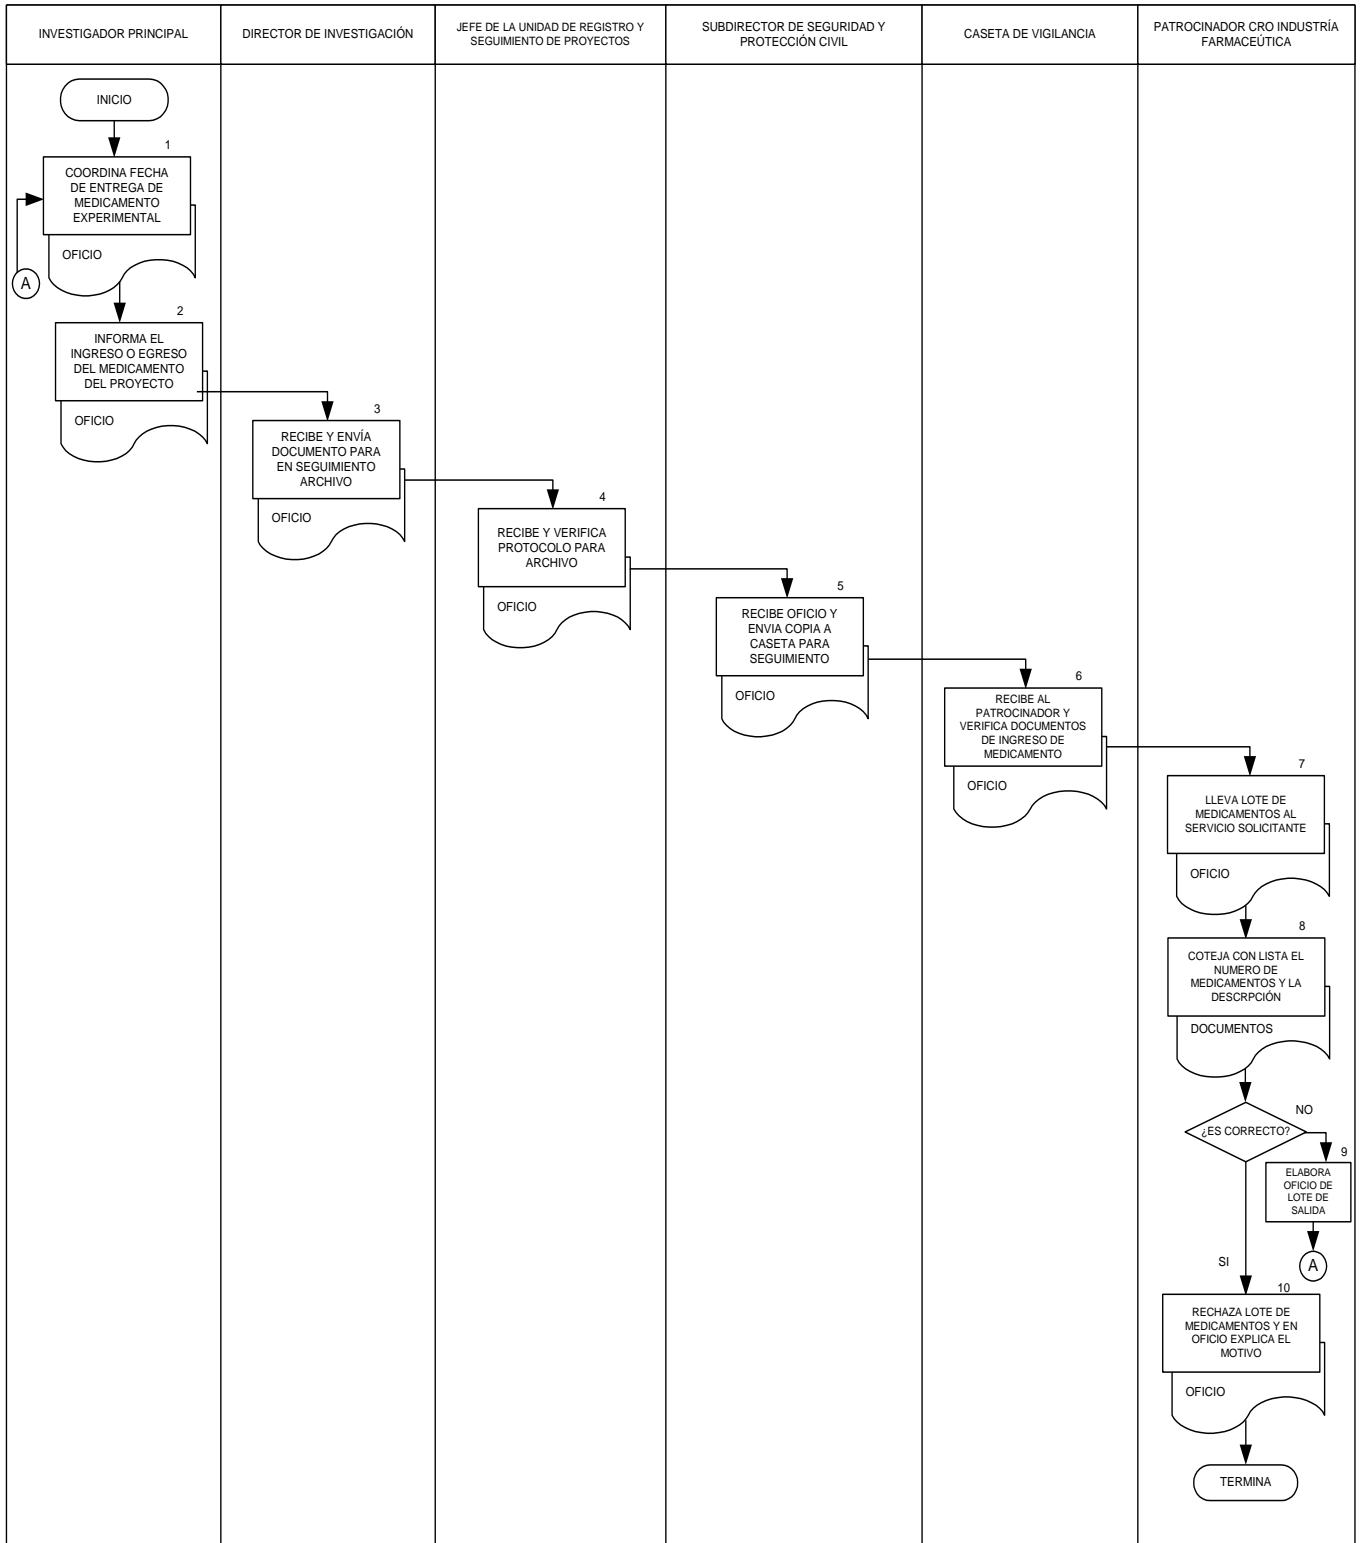 INVESTIGADOR PRINCIPAL
DIRECTOR DE INVESTIGACIÓN
JEFE DE LA UNIDAD DE REGISTRO Y
SEGUIMIENTO DE PROYECTOS
SUBDIRECTOR DE SEGURIDAD Y
PROTECCIÓN CIVIL
CASETA DE VIGILANCIA
PATROCINADOR CRO INDUSTRÍA
FARMACEÚTICA
INICIO
1
COORDINA FECHA
DE ENTREGA DE
MEDICAMENTO
EXPERIMENTAL
OFICIO
A
2
INFORMA EL
INGRESO O EGRESO
DEL MEDICAMENTO
DEL PROYECTO
OFICIO
3
RECIBE Y ENVÍA
DOCUMENTO PARA
EN SEGUIMIENTO
ARCHIVO
OFICIO
4
RECIBE Y VERIFICA
PROTOCOLO PARA
ARCHIVO
OFICIO
5
RECIBE OFICIO Y
ENVIA COPIA A
CASETA PARA
SEGUIMIENTO
OFICIO
6
RECIBE AL
PATROCINADOR Y
VERIFICA DOCUMENTOS
DE INGRESO DE
MEDICAMENTO
OFICIO
7
LLEVA LOTE DE
MEDICAMENTOS AL
SERVICIO SOLICITANTE
OFICIO
8
COTEJA CON LISTA EL
NUMERO DE
MEDICAMENTOS Y LA
DESCRPCIÓN
DOCUMENTOS
¿ES CORRECTO?
NO
9
ELABORA
OFICIO DE
LOTE DE
SALIDA
A
SI
10
RECHAZA LOTE DE
MEDICAMENTOS Y EN
OFICIO EXPLICA EL
MOTIVO
OFICIO
TERMINA